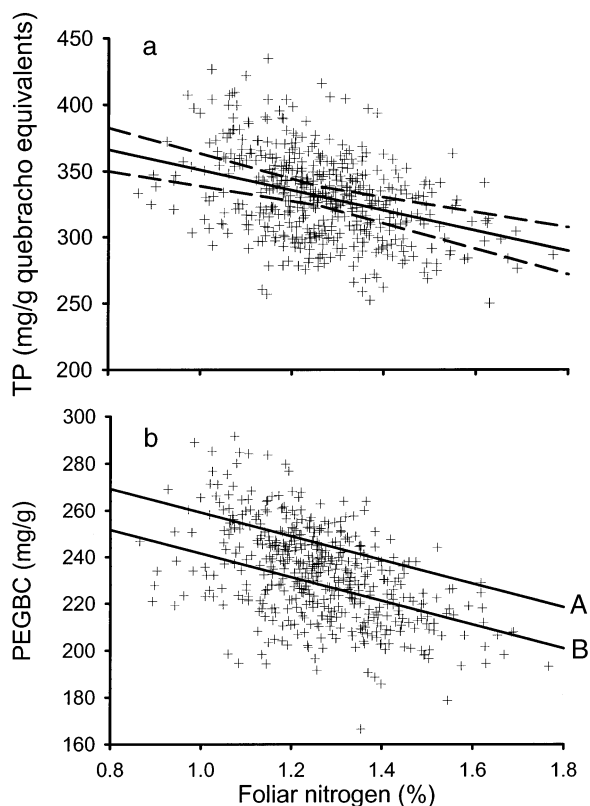 a
TP (mg/g quebracho equivalents)
450
400
350
300
250
200
b
PEGBC (mg/g)
300
280
260
240
220
200
180
160
A
B
0.8 1.0 1.2 1.4 1.6 1.8
Foliar nitrogen (%)